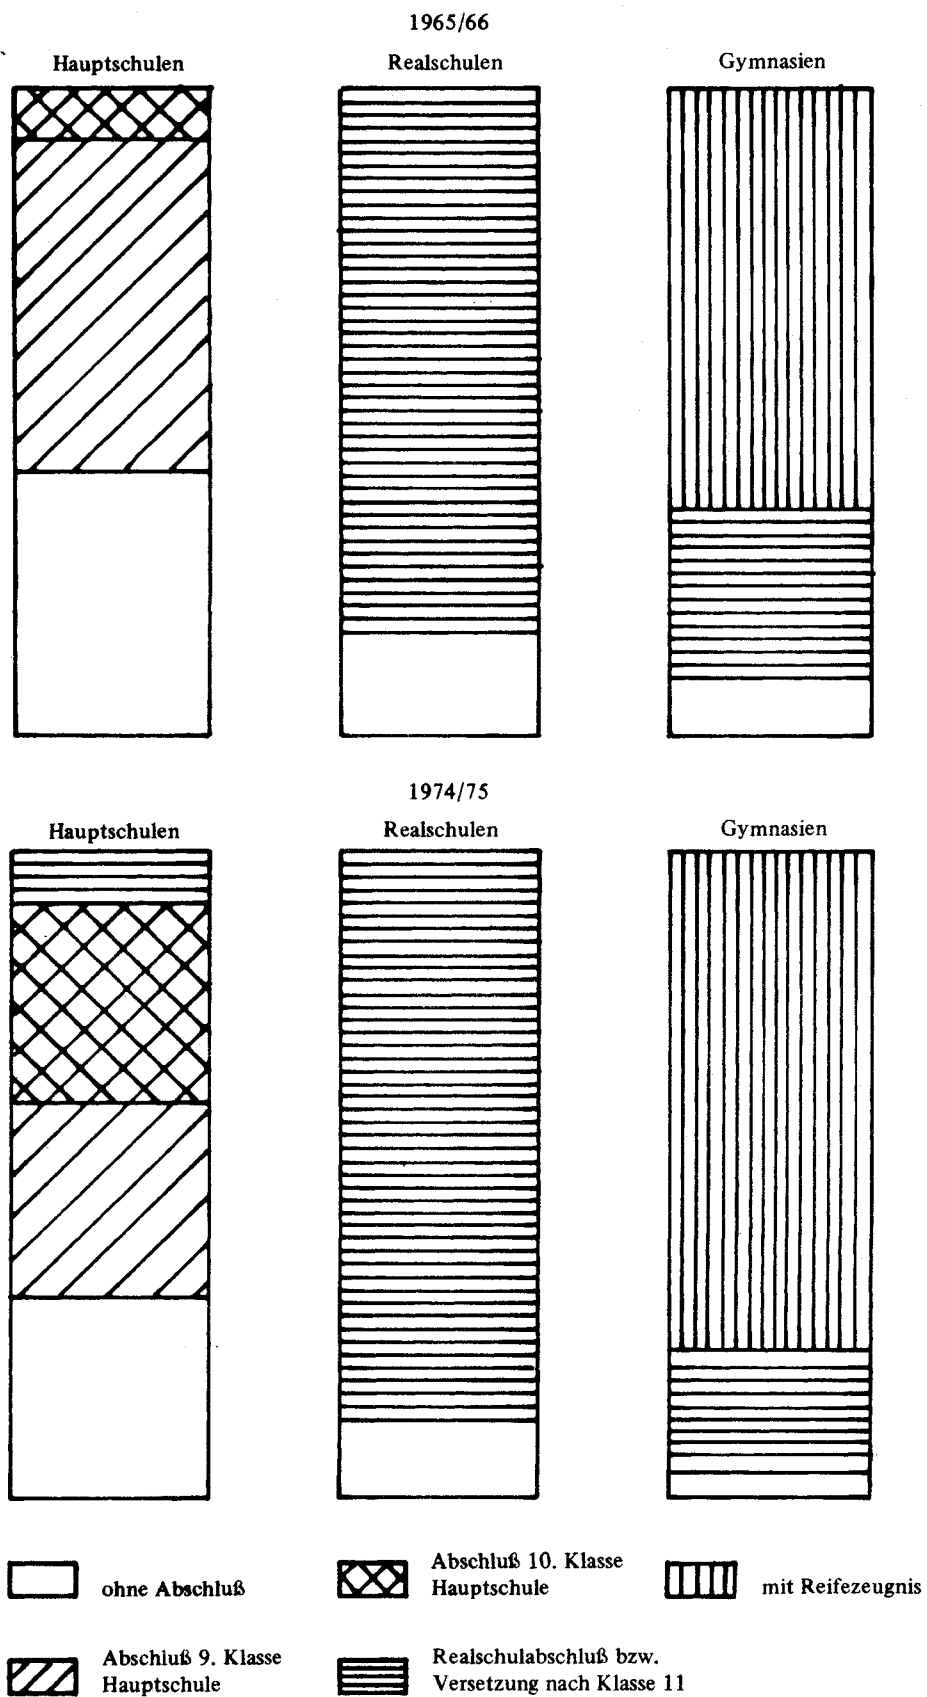 1965/66
Hauptschulen
Realschulen
Gymnasien
1974/75
Hauptschulen
Realschulen
Gymnasien
ohne Abschluß
Abschluß 10. Klasse
Hauptschule
mit Reifezeugnis
Abschluß 9. Klasse
Hauptschule
Realschulabschluß bzw.
Versetzung nach Klasse 11